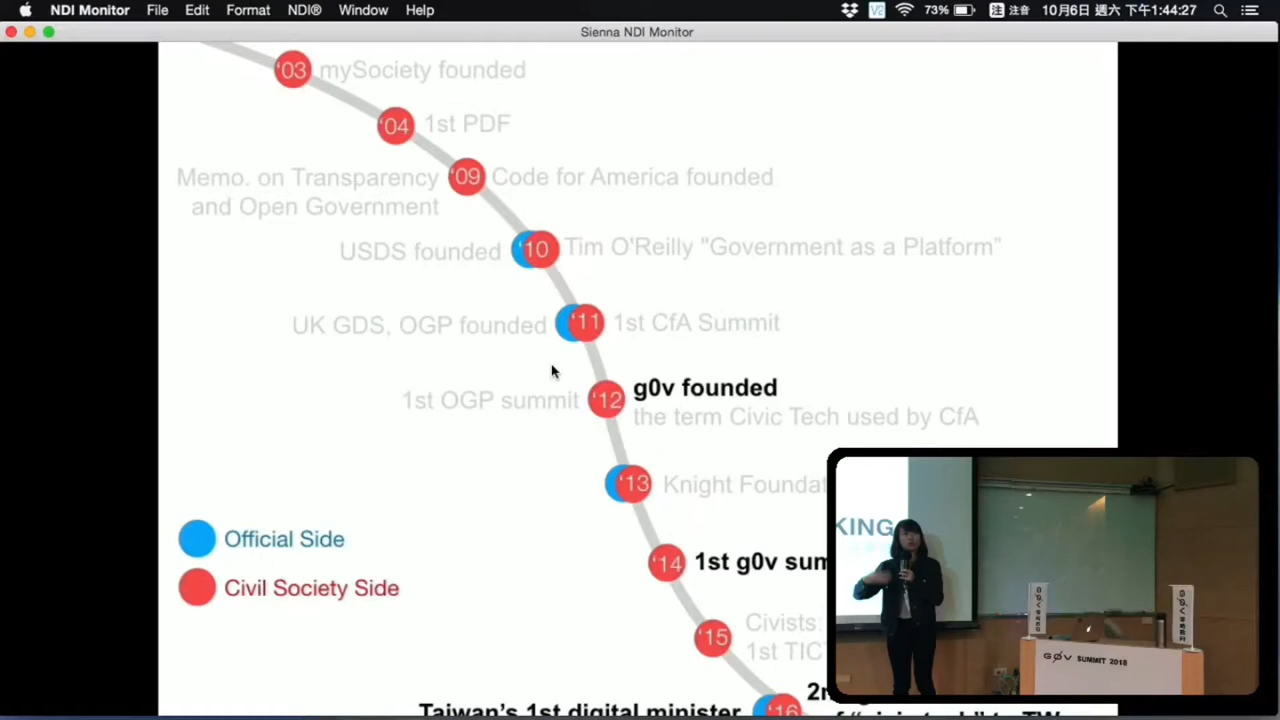 NDI Monitor File Edit Format NDI® Window Help
V2 73% 注 注音 10月6日 週六 下午1:44:27
Sienna NDI Monitor
'03 mySociety founded
'04 1st PDF
Memo. on Transparency
and Open Government
'09 Code for America founded
USDS founded '10 Tim O'Reilly "Government as a Platform"
UK GDS, OGP founded '11 1st CfA Summit
1st OGP summit '12 g0v founded
the term Civic Tech used by CfA
'13 Knight
KING
Official Side
Civil Society Side
'14 1st g0v
'15 Civists:
1st
G0V SUMMIT 2018
Taiwan's 1st digital minister '16